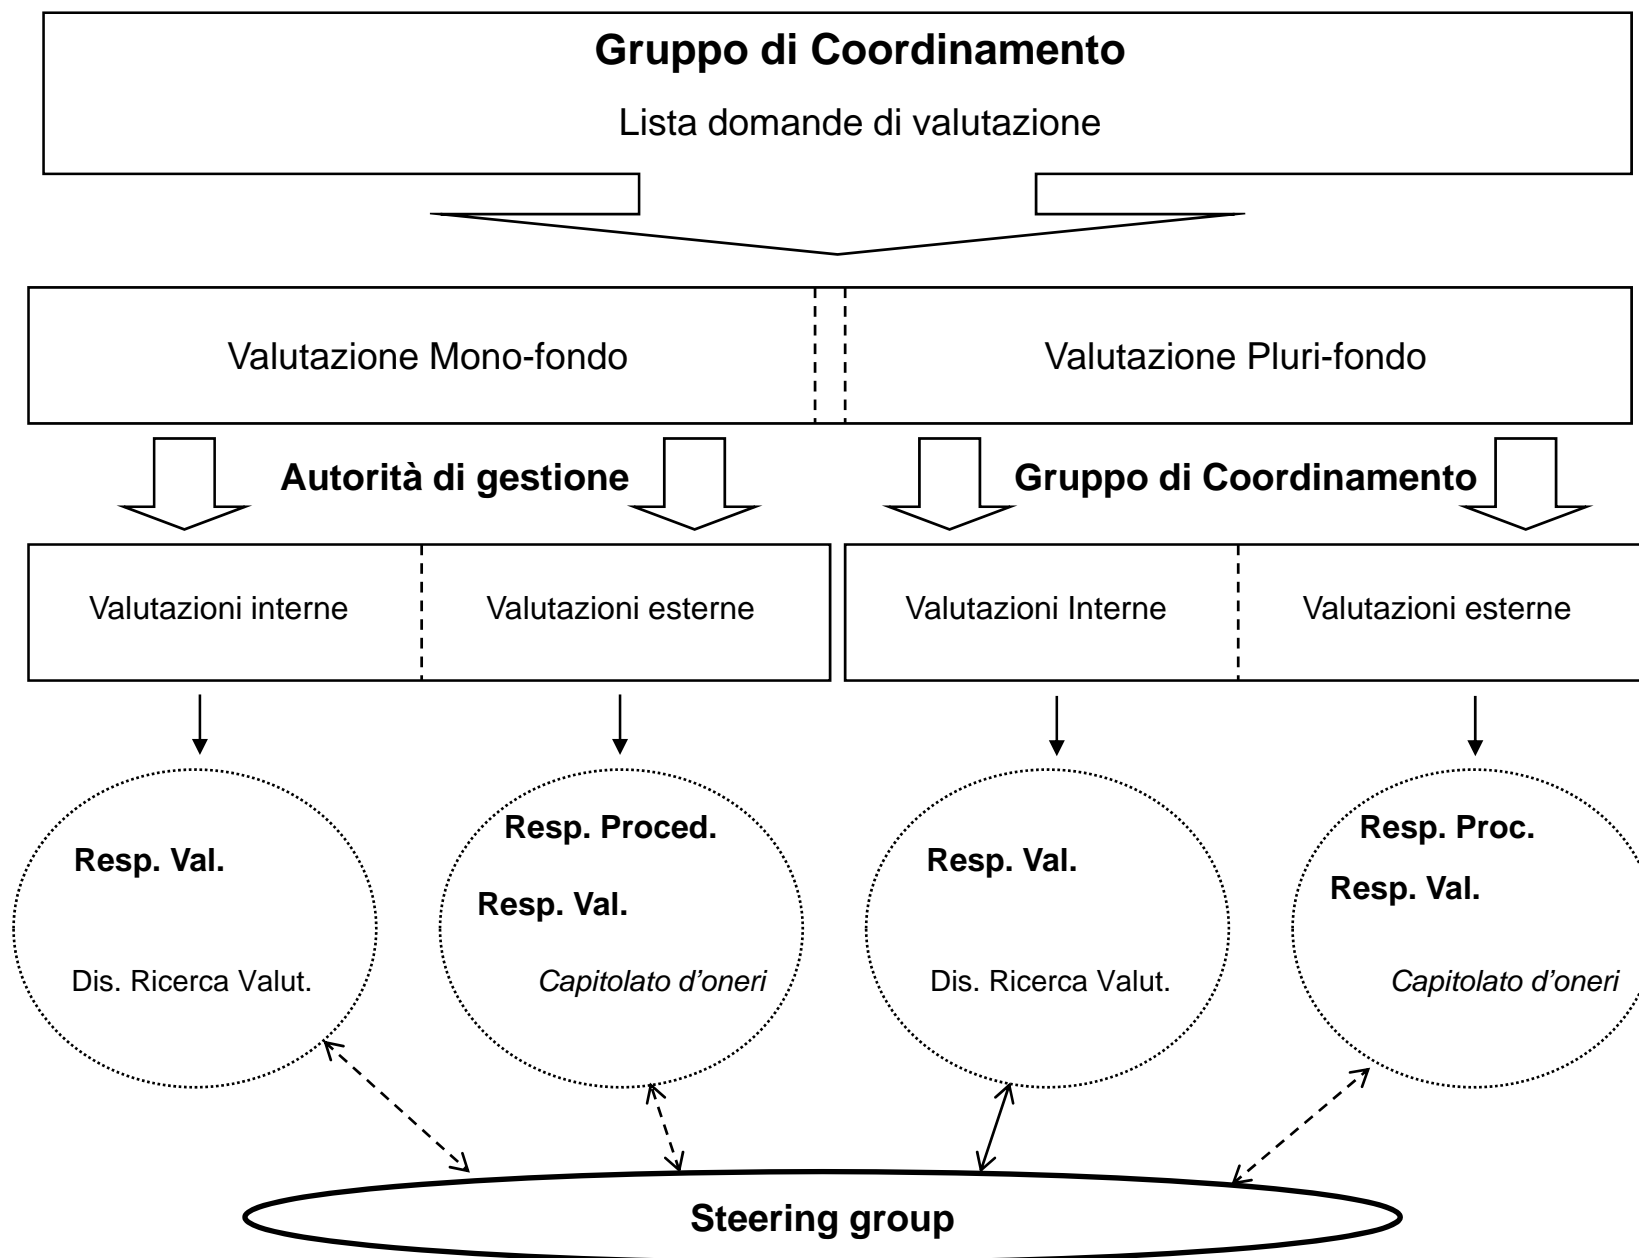 Gruppo di Coordinamento
Lista domande di valutazione
Valutazione Mono-fondo
Valutazione Pluri-fondo
Autorità di gestione
Gruppo di Coordinamento
Valutazioni interne
Valutazioni esterne
Valutazioni Interne
Valutazioni esterne
Resp. Val.
Dis. Ricerca Valut.
Resp. Proced.
Resp. Val.
Capitolato d’oneri
Resp. Val.
Dis. Ricerca Valut.
Resp. Proc.
Resp. Val.
Capitolato d’oneri
Steering group